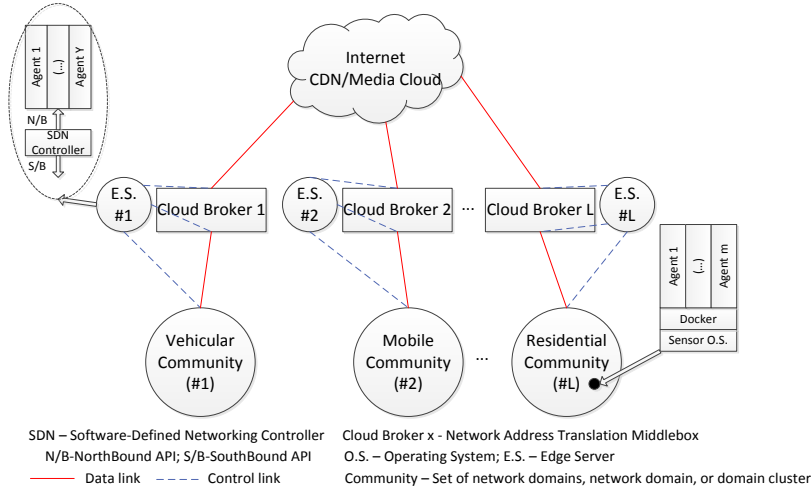 Internet
CDN/Media Cloud
Agent 1
(...)
Agent Y
N/B
SDN
Controller
S/B
E.S.
#1
Cloud Broker 1
E.S.
#2
Cloud Broker 2
...
Cloud Broker L
E.S.
#L
Agent 1
(...)
Agent m
Docker
Sensor O.S.
Vehicular
Community
(#1)
Mobile
Community
(#2)
...
Residential
Community
(#L)
SDN – Software-Defined Networking Controller
Cloud Broker x - Network Address Translation Middlebox
N/B-NorthBound API; S/B-SouthBound API
O.S. – Operating System; E.S. – Edge Server
Data link
Control link
Community – Set of network domains, network domain, or domain cluster